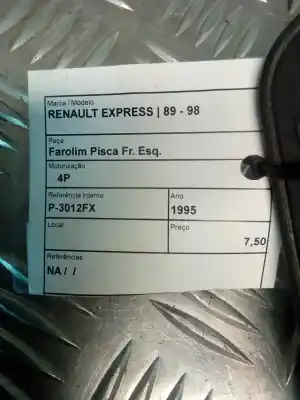 Marca / Modelo
RENAULT EXPRESS | 89 - 98
Peça
Farolim Pisca Fr. Esq.
Motorização
4P
Referência Interna
P-3012FX
Ano
1995
Local
Preço
7,50
Referências
NA / /